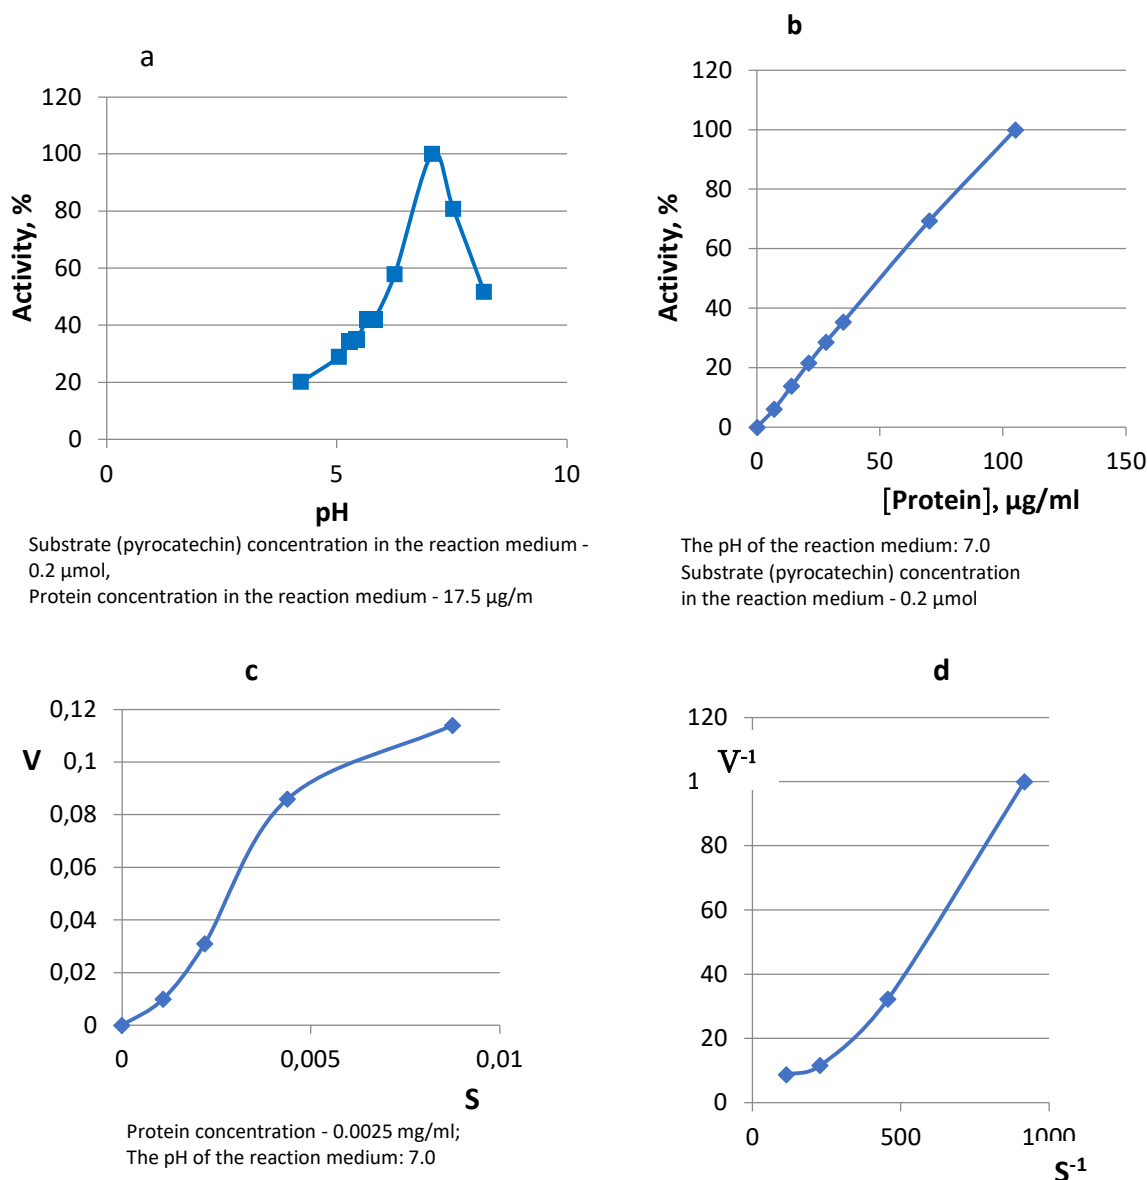 a
120
100
80
60
40
20
0
0 5 10
Activity, %
pH
Substrate (pyrocatechin) concentration in the reaction medium -
0.2 µmol,
Protein concentration in the reaction medium - 17.5 µg/m
b
120
100
80
60
40
20
0
0 50 100 150
Activity, %
[Protein], µg/ml
The pH of the reaction medium: 7.0
Substrate (pyrocatechin) concentration
in the reaction medium - 0.2 µmol
c
0,12
V
0,1
0,08
0,06
0,04
0,02
0
0 0,005 0,01
S
Protein concentration - 0.0025 mg/ml;
The pH of the reaction medium: 7.0
d
120
V⁻¹
1
80
60
40
20
0
0 500 1000
S⁻¹